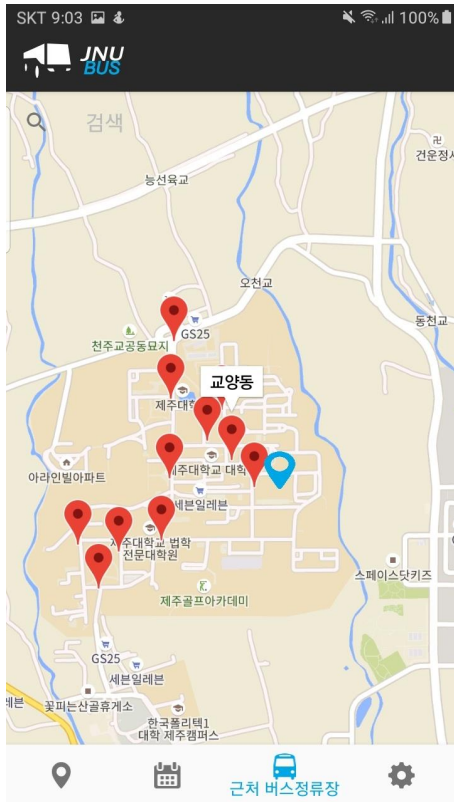 SKT 9:03
100%
JNU
BUS
검색
건운정사
능선육교
오천교
동천교
GS25
천주교공동묘지
교양동
제주대학
제주대학교 대학
아라인빌아파트
세븐일레븐
제주대학교 법학
전문대학원
스페이스닷키즈
제주골프아카데미
GS25
세븐일레븐
레븐
꽃피는산골휴게소
한국폴리텍1
대학 제주캠퍼스
근처 버스정류장